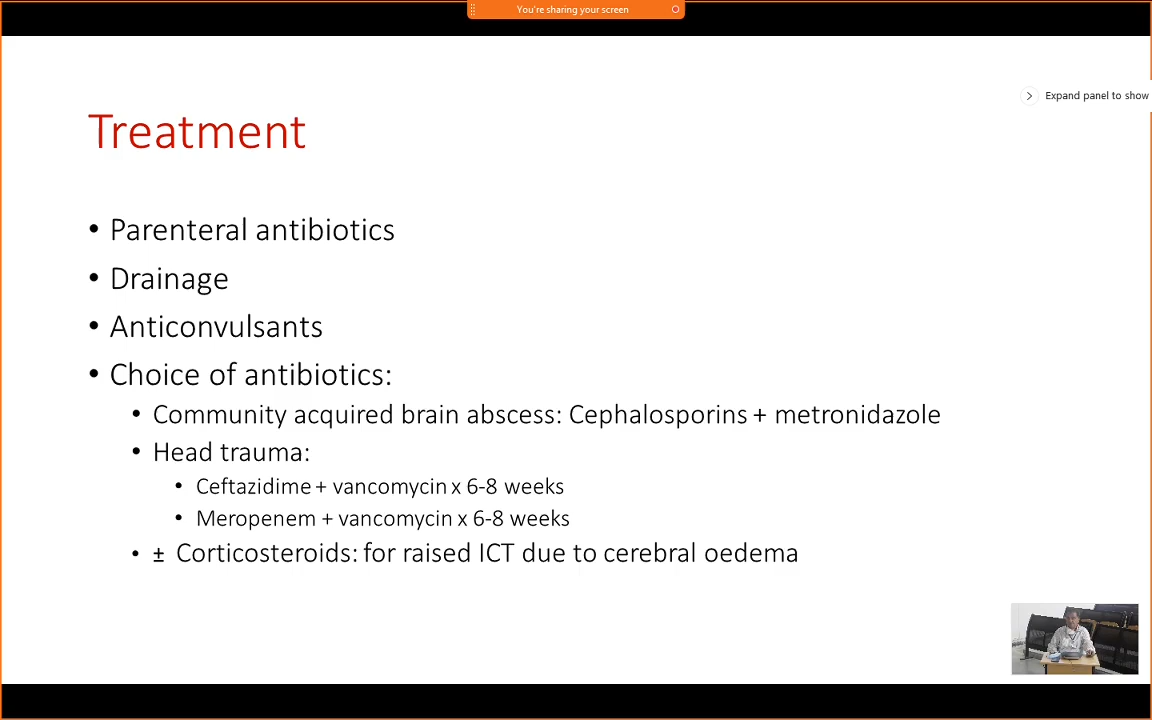 You're sharing your screen
Expand panel to show
Treatment
• Parenteral antibiotics
• Drainage
• Anticonvulsants
• Choice of antibiotics:
• Community acquired brain abscess: Cephalosporins + metronidazole
• Head trauma:
• Ceftazidime + vancomycin x 6-8 weeks
• Meropenem + vancomycin x 6-8 weeks
• ± Corticosteroids: for raised ICT due to cerebral oedema